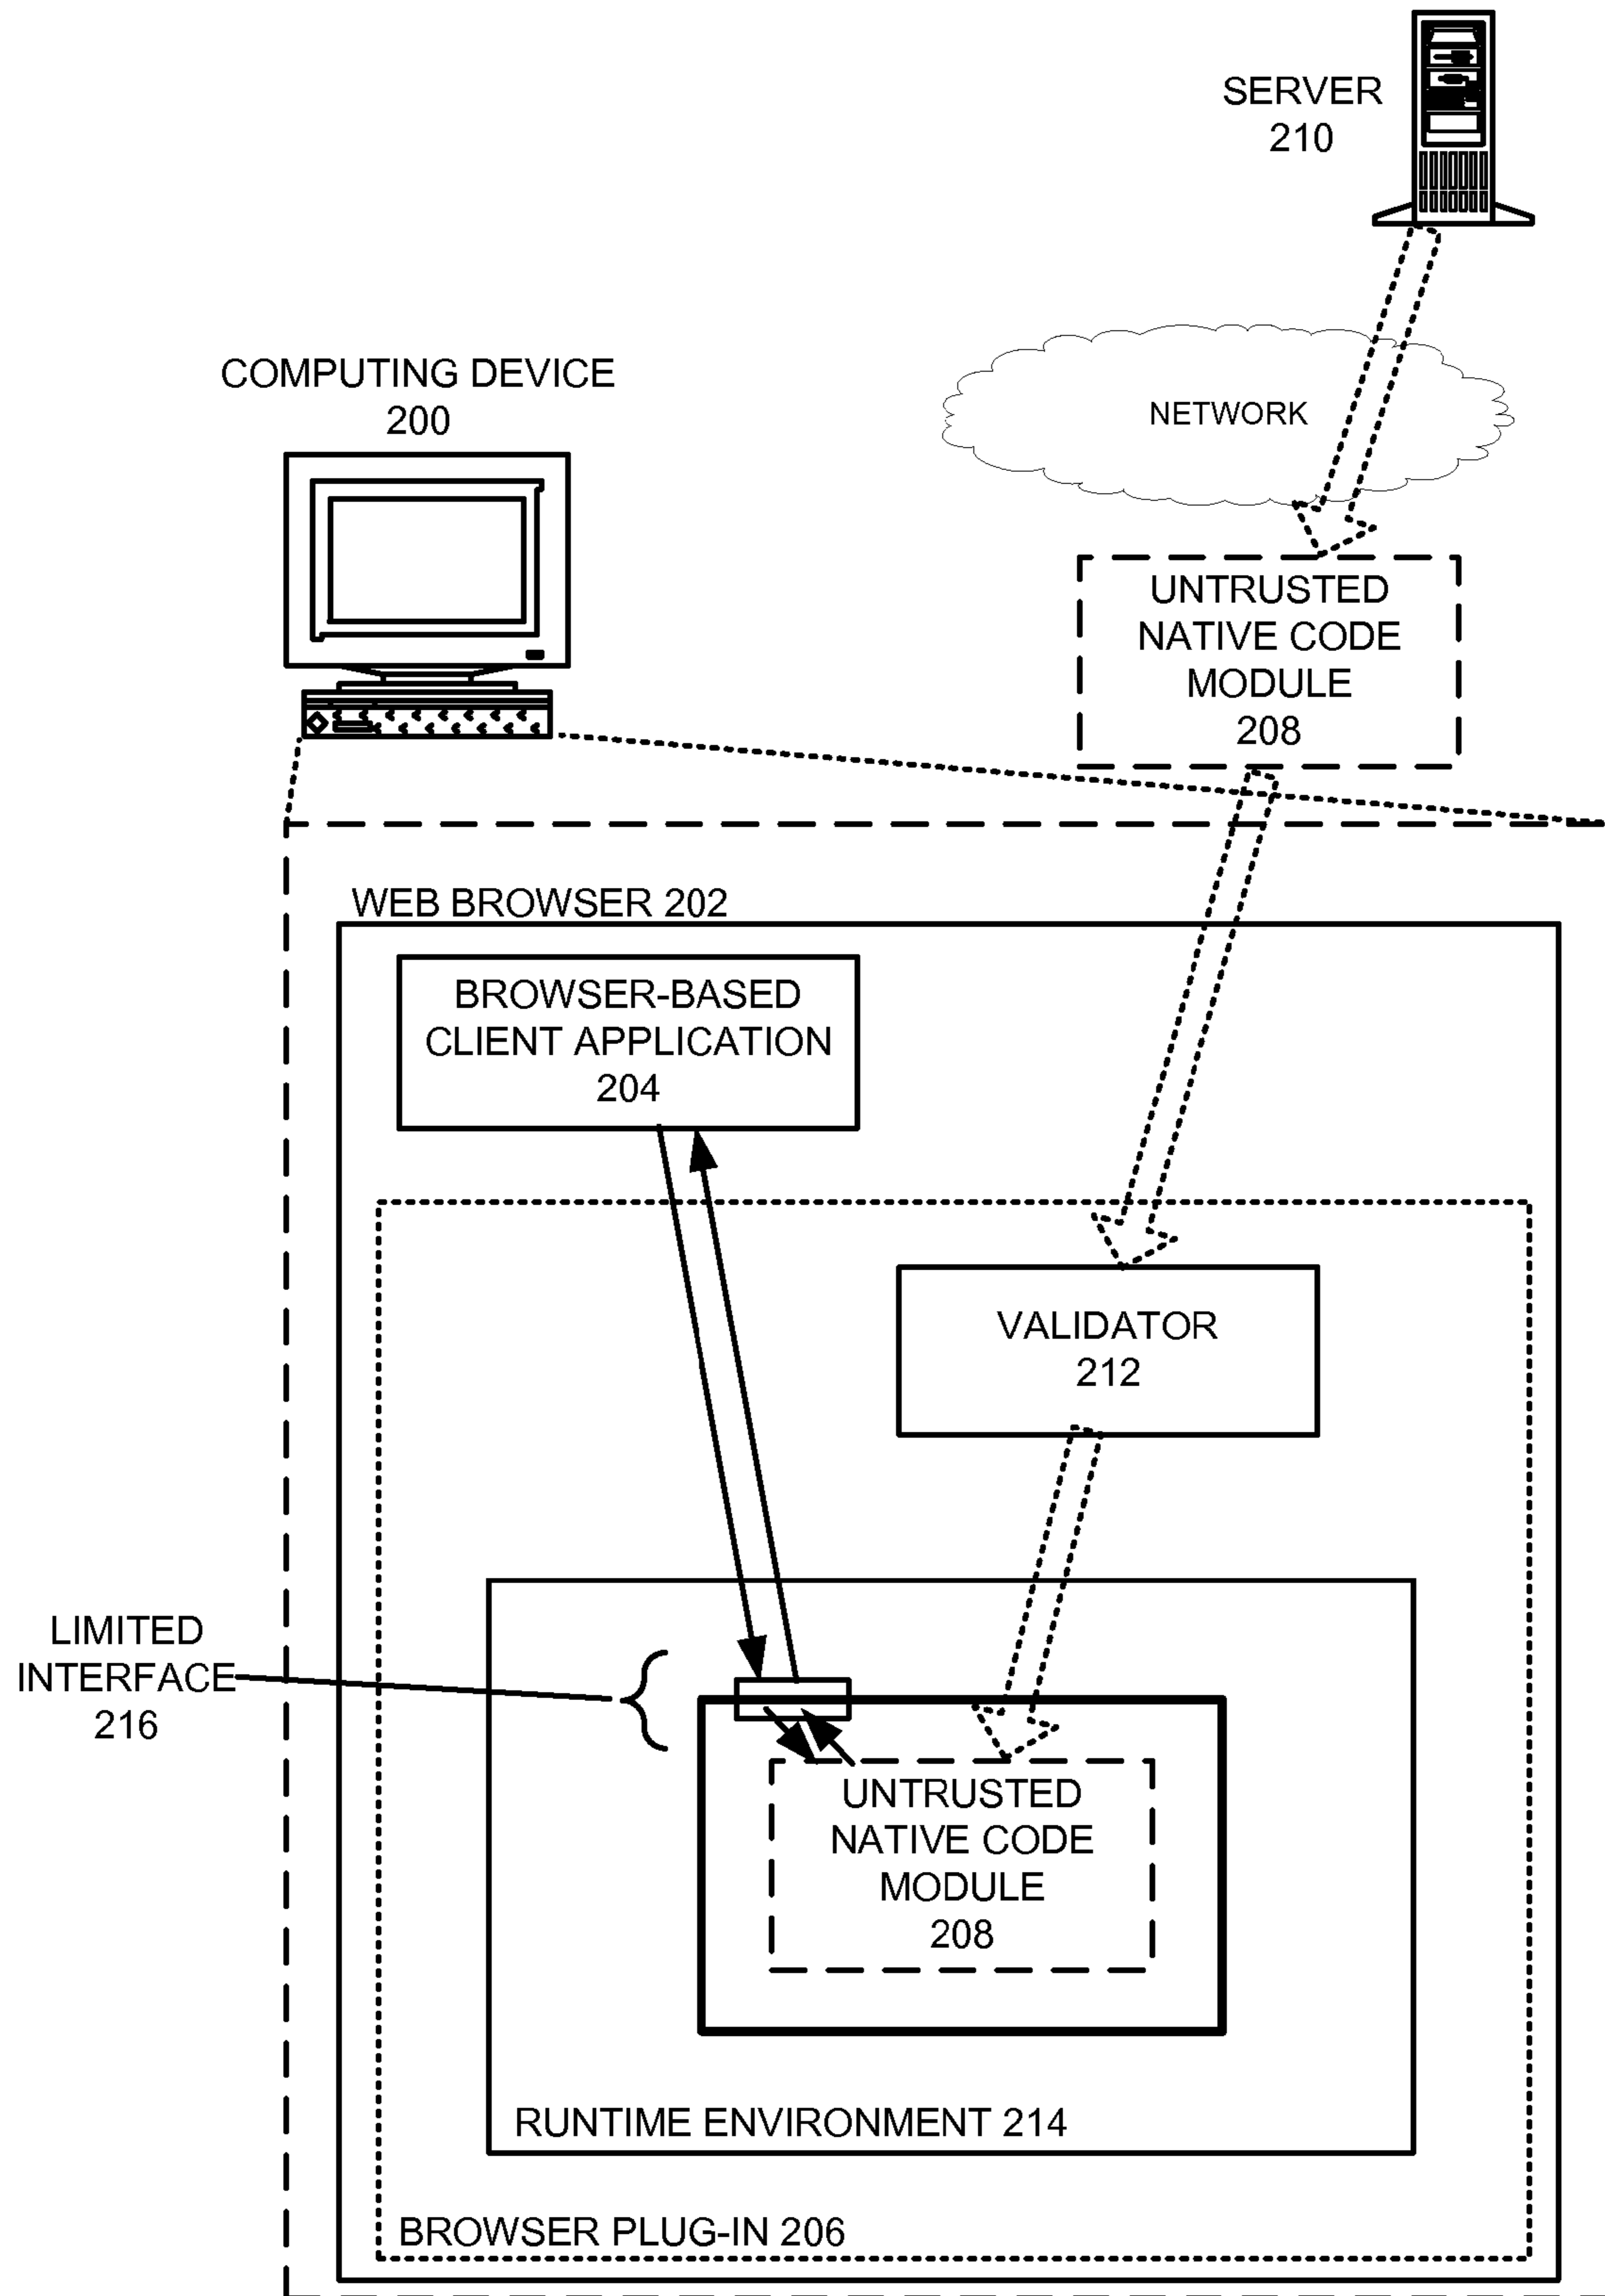 SERVER
210
COMPUTING DEVICE
200
NETWORK
UNTRUSTED
NATIVE CODE
MODULE
208
WEB BROWSER 202
BROWSER-BASED
CLIENT APPLICATION
204
VALIDATOR
212
LIMITED
INTERFACE
216
UNTRUSTED
NATIVE CODE
MODULE
208
RUNTIME ENVIRONMENT 214
BROWSER PLUG-IN 206